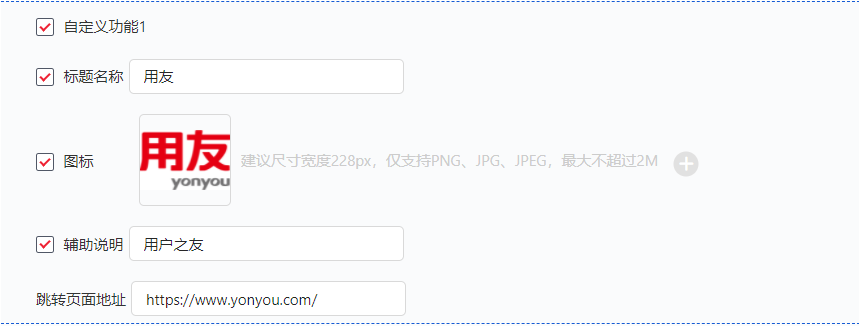 自定义功能1
标题名称 用友
用友
yonyou
图标 建议尺寸宽度228px，仅支持PNG、JPG、JPEG，最大不超过2M
辅助说明 用户之友
跳转页面地址 https://www.yonyou.com/